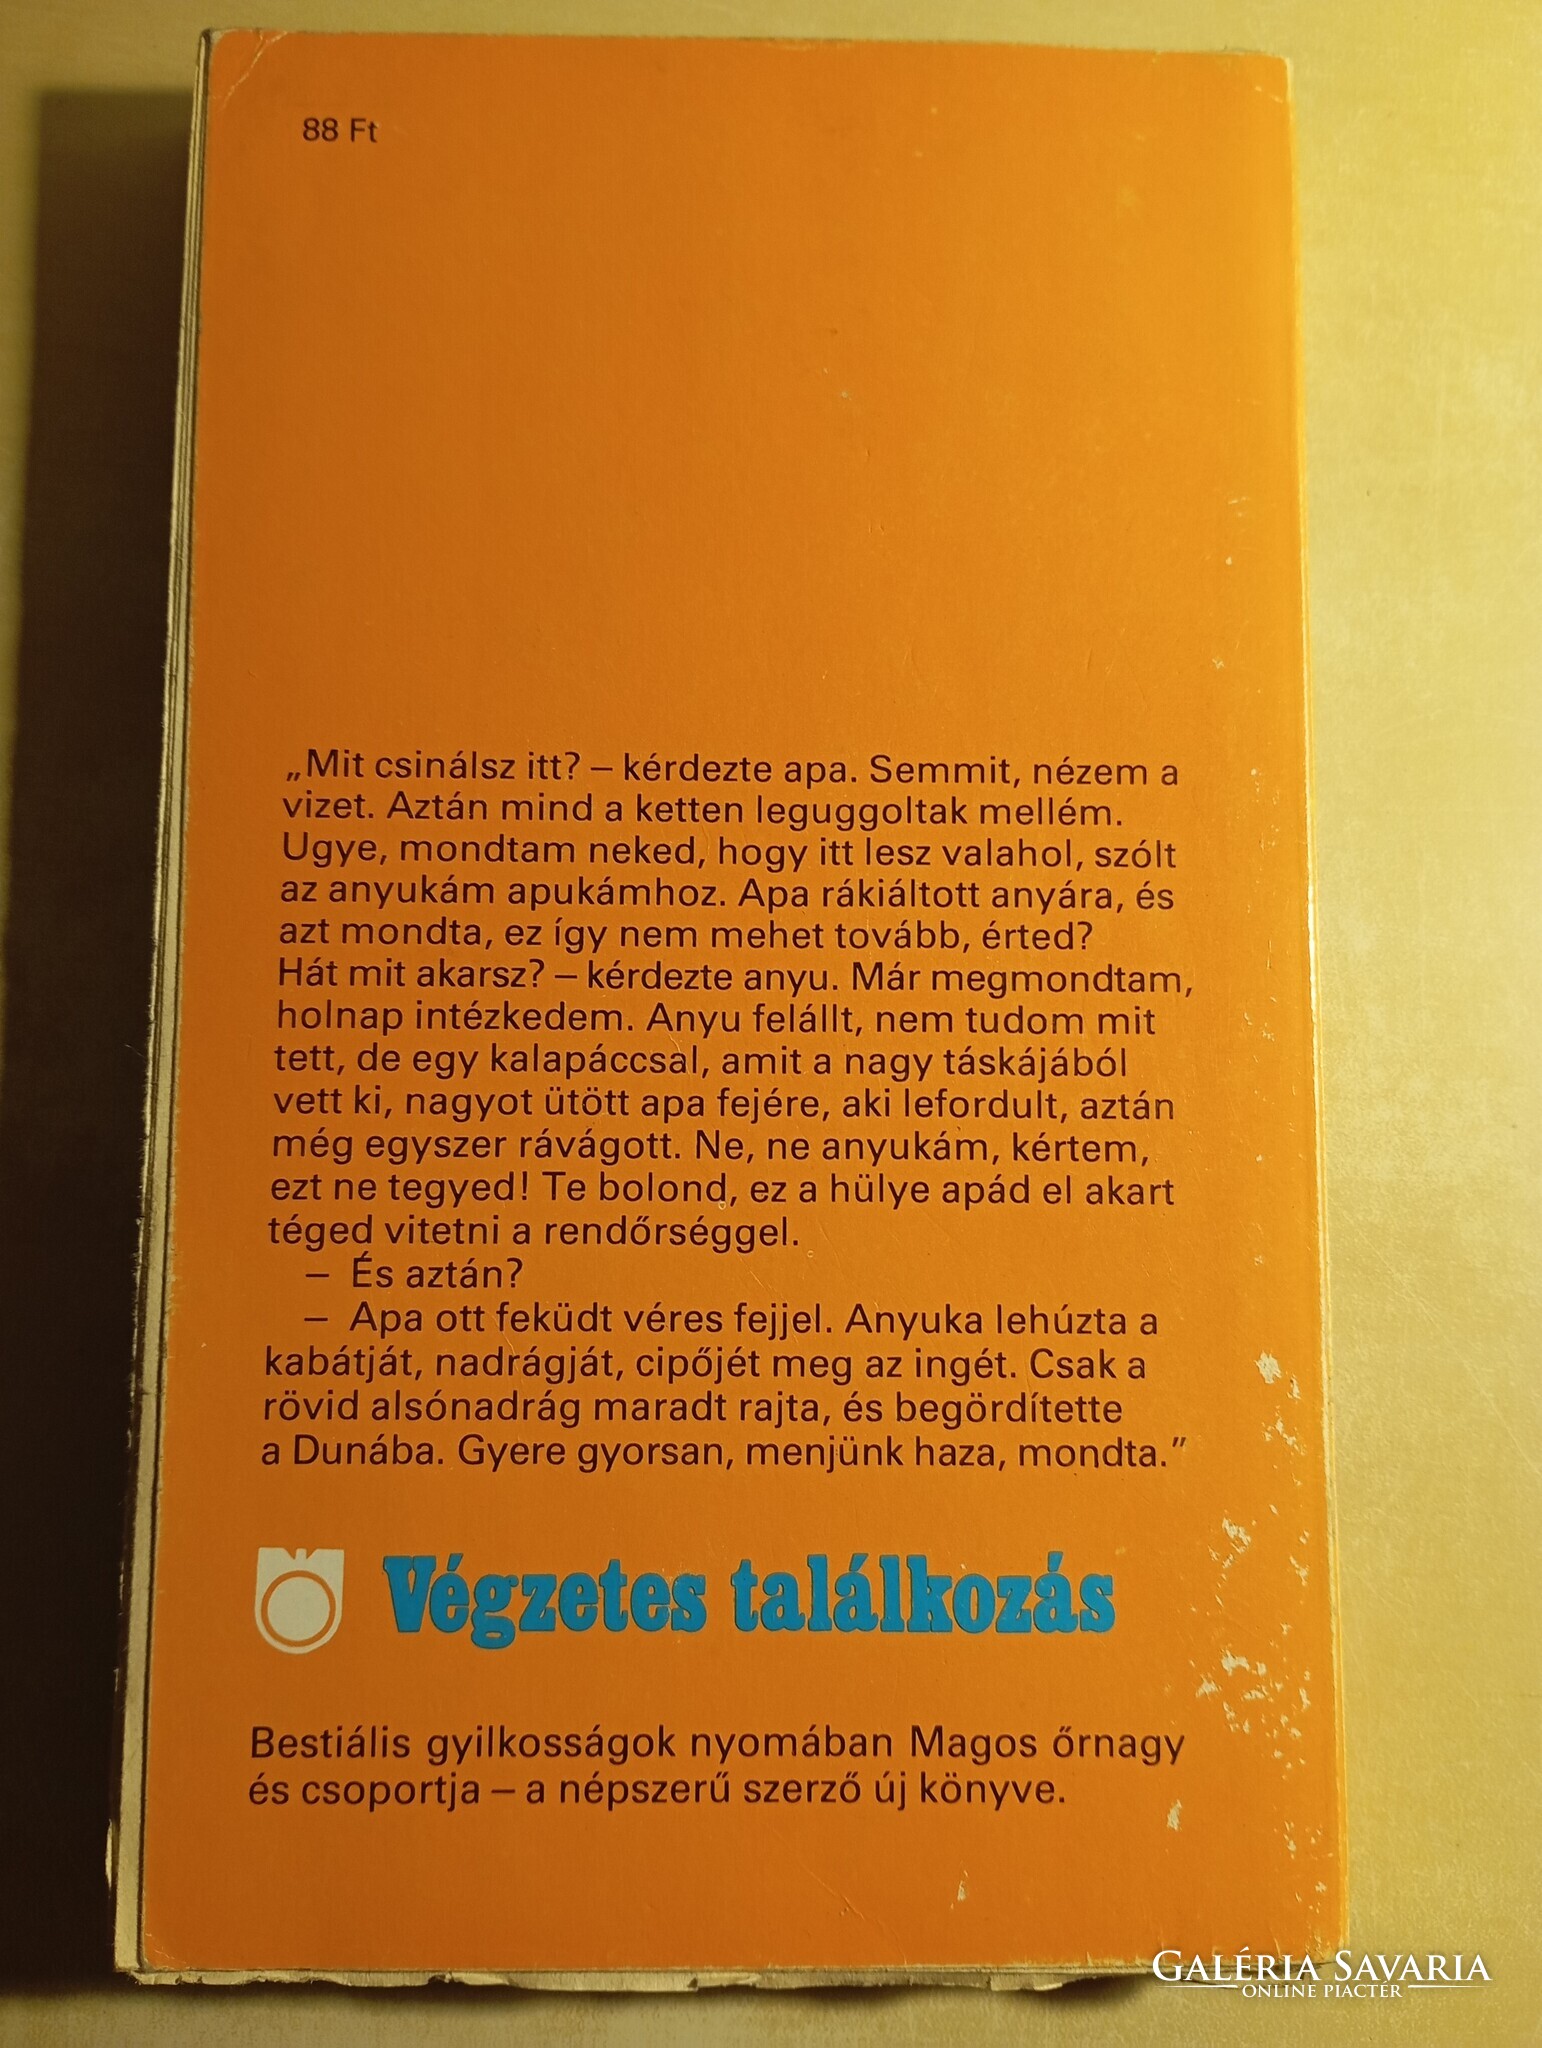 88 Ft
„Mit csinálsz itt? – kérdezte apa. Semmit, nézem a
vizet. Aztán mind a ketten leguggoltak mellém.
Ugye, mondtam neked, hogy itt lesz valahol, szólt
az anyukám apukámhoz. Apa rákiáltott anyára, és
azt mondta, ez így nem mehet tovább, érted?
Hát mit akarsz? – kérdezte anyu. Már megmondtam,
holnap intézkedem. Anyu felállt, nem tudom mit
tett, de egy kalapáccsal, amit a nagy táskájából
vett ki, nagyot ütött apa fejére, aki lefordult, aztán
még egyszer rávágott. Ne, ne anyukám, kértem,
ezt ne tegyed! Te bolond, ez a hülye apád el akart
téged vitetni a rendőrséggel.
– És aztán?
– Apa ott feküdt véres fejjel. Anyuka lehúzta a
kabátját, nadrágját, cipőjét meg az ingét. Csak a
rövid alsónadrág maradt rajta, és begördítette
a Dunába. Gyere gyorsan, menjünk haza, mondta.”
Végzetes találkozás
Bestiális gyilkosságok nyomában Magos őrnagy
és csoportja – a népszerű szerző új könyve.
GALÉRIA SAVARIA
ONLINE PIACTÉR